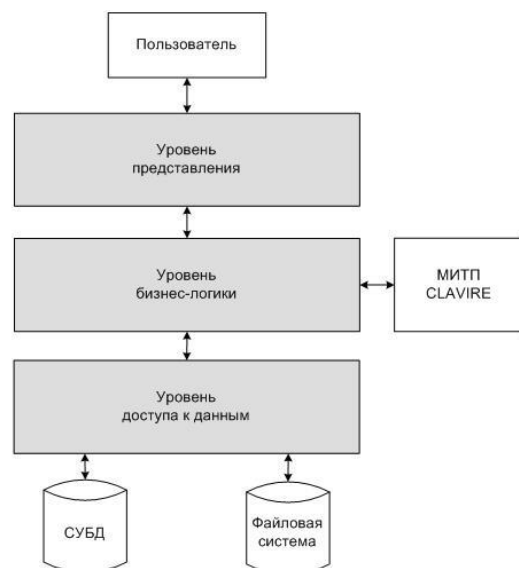 Пользователь
Уровень
представления
Уровень
бизнес-логики
МИТП
CLAVIRE
Уровень
доступа к данным
СУБД
Файловая
система